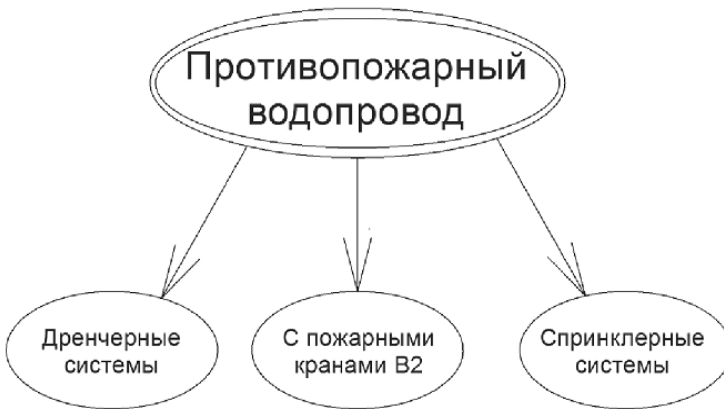 Противопожарный
водопровод
Дренчерные
системы
С пожарными
кранами В2
Спринклерные
системы